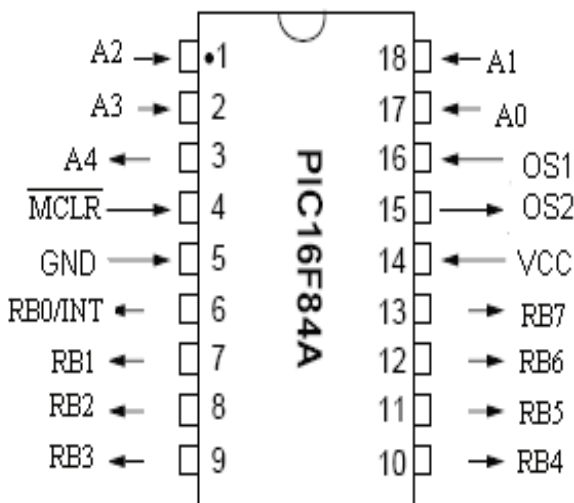 A2 •1 18 A1
A3 2 17 A0
A4 3 16 OS1
MCLR 4 15 OS2
GND 5 14 VCC
RB0/INT 6 13 RB7
RB1 7 12 RB6
RB2 8 11 RB5
RB3 9 10 RB4
PIC16F84A